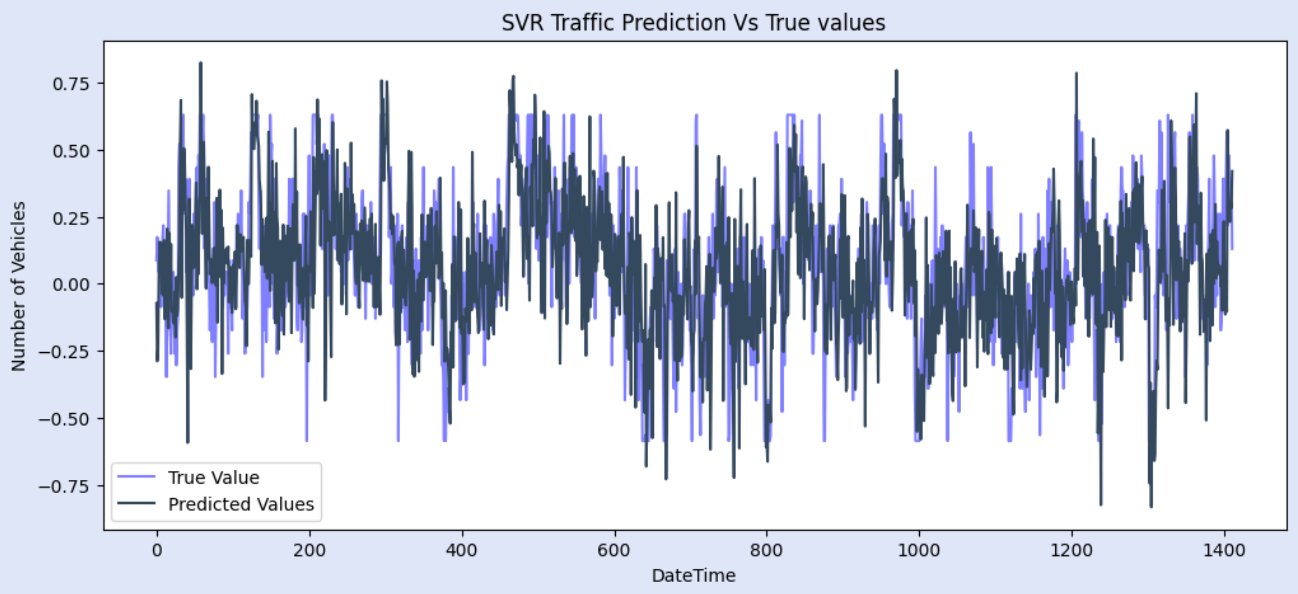 SVR Traffic Prediction Vs True values
Number of Vehicles
0.75
0.50
0.25
0.00
−0.25
−0.50
−0.75
True Value
Predicted Values
0 200 400 600 800 1000 1200 1400
DateTime